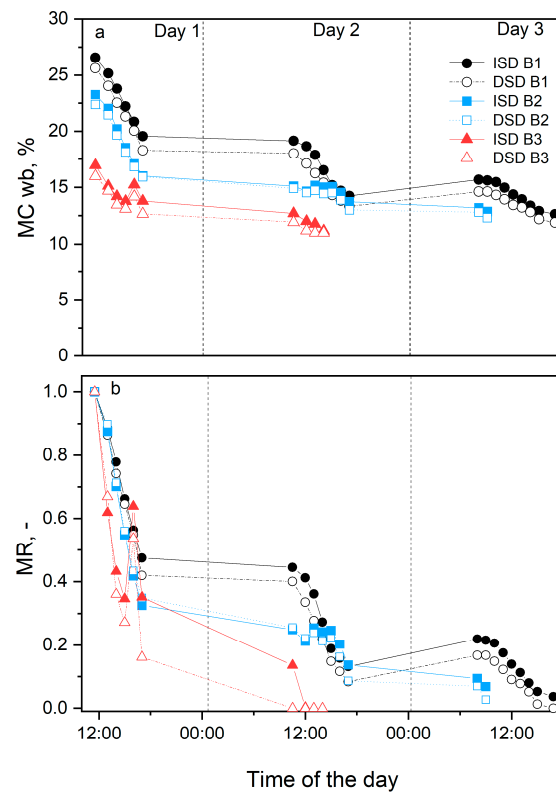 a
Day 1
Day 2
Day 3
30
25
20
15
10
5
0
MC wb, %
ISD B1
DSD B1
ISD B2
DSD B2
ISD B3
DSD B3
b
1.0
0.8
0.6
0.4
0.2
0.0
MR, -
12:00
00:00
12:00
00:00
12:00
Time of the day